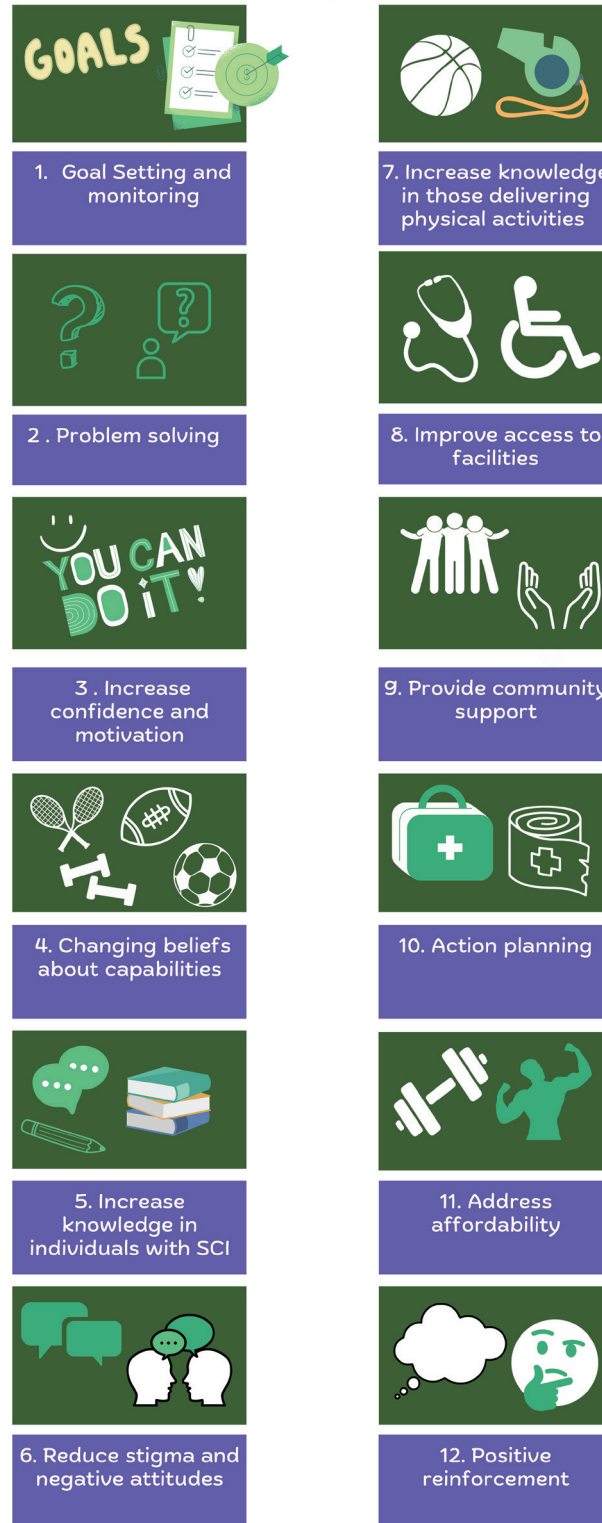 GOALS
1. Goal Setting and
monitoring
2 . Problem solving
YOU CAN
DO iT!
3 . Increase
confidence and
motivation
4. Changing beliefs
about capabilities
5. Increase
knowledge in
individuals with SCI
6. Reduce stigma and
negative attitudes
7. Increase knowledge
in those delivering
physical activities
8. Improve access to
facilities
9. Provide community
support
10. Action planning
11. Address
affordability
12. Positive
reinforcement